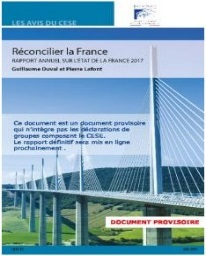 LES AVIS DU CESE
Réconcilier la France
RAPPORT ANNUEL SUR L'ÉTAT DE LA FRANCE 2017
Guillaume Duval et Pierre Lafont
Ce document est un document provisoire
qui n'intègre pas les déclarations de
groupes composant le CESE.
Le rapport définitif sera mis en ligne
prochainement .
DOCUMENT PROVISOIRE